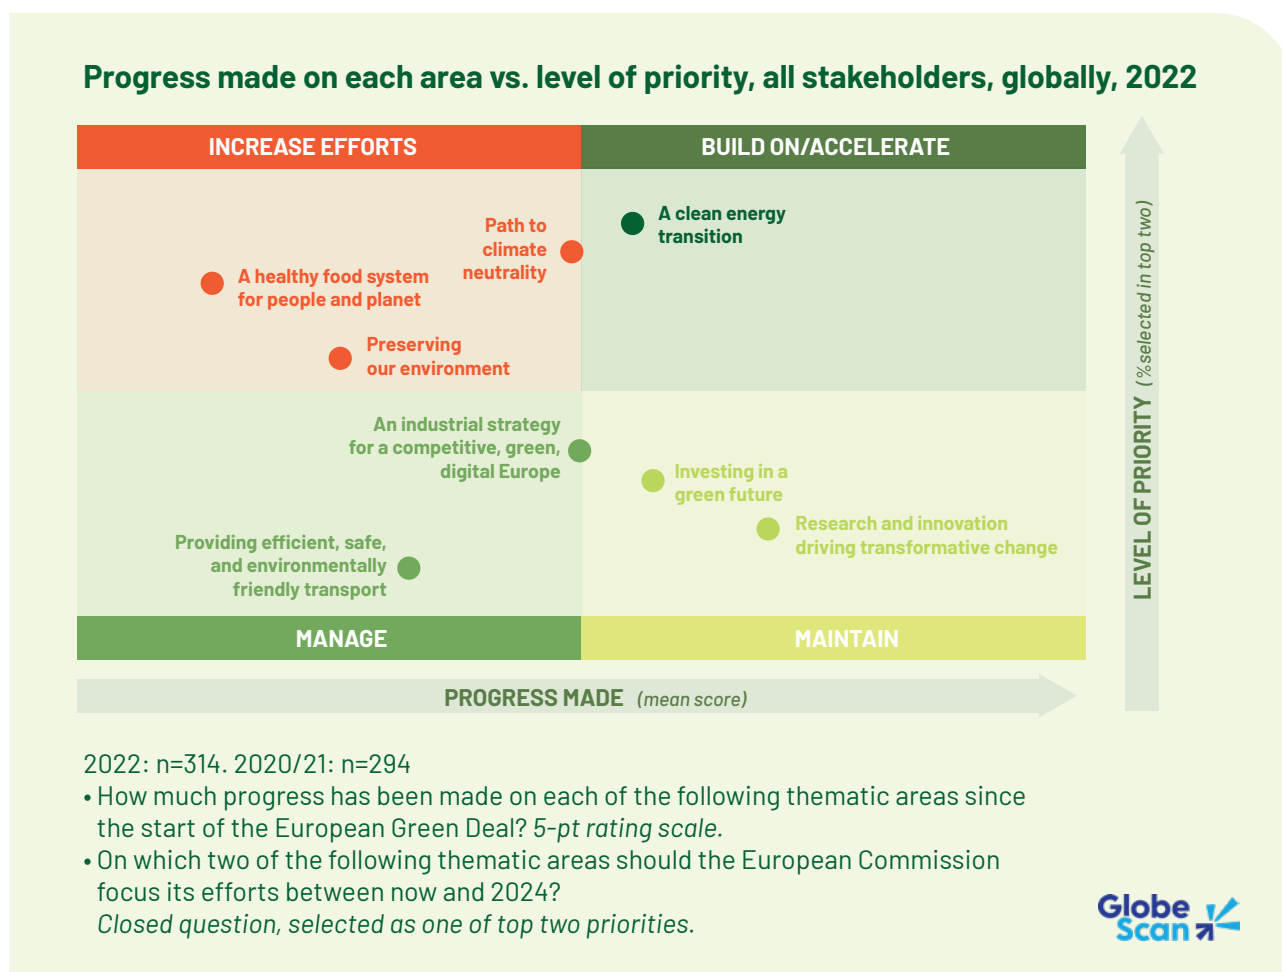 Progress made on each area vs. level of priority, all stakeholders, globally, 2022
INCREASE EFFORTS
BUILD ON/ACCELERATE
Path to
climate
neutrality
A clean energy
transition
A healthy food system
for people and planet
Preserving
our environment
An industrial strategy
for a competitive, green,
digital Europe
Investing in a
green future
Research and innovation
driving transformative change
Providing efficient, safe,
and environmentally
friendly transport
MANAGE
MAINTAIN
PROGRESS MADE (mean score)
LEVEL OF PRIORITY (%selected in top two)
2022: n=314. 2020/21: n=294
• How much progress has been made on each of the following thematic areas since
the start of the European Green Deal? 5-pt rating scale.
• On which two of the following thematic areas should the European Commission
focus its efforts between now and 2024?
Closed question, selected as one of top two priorities.
Globe
Scan